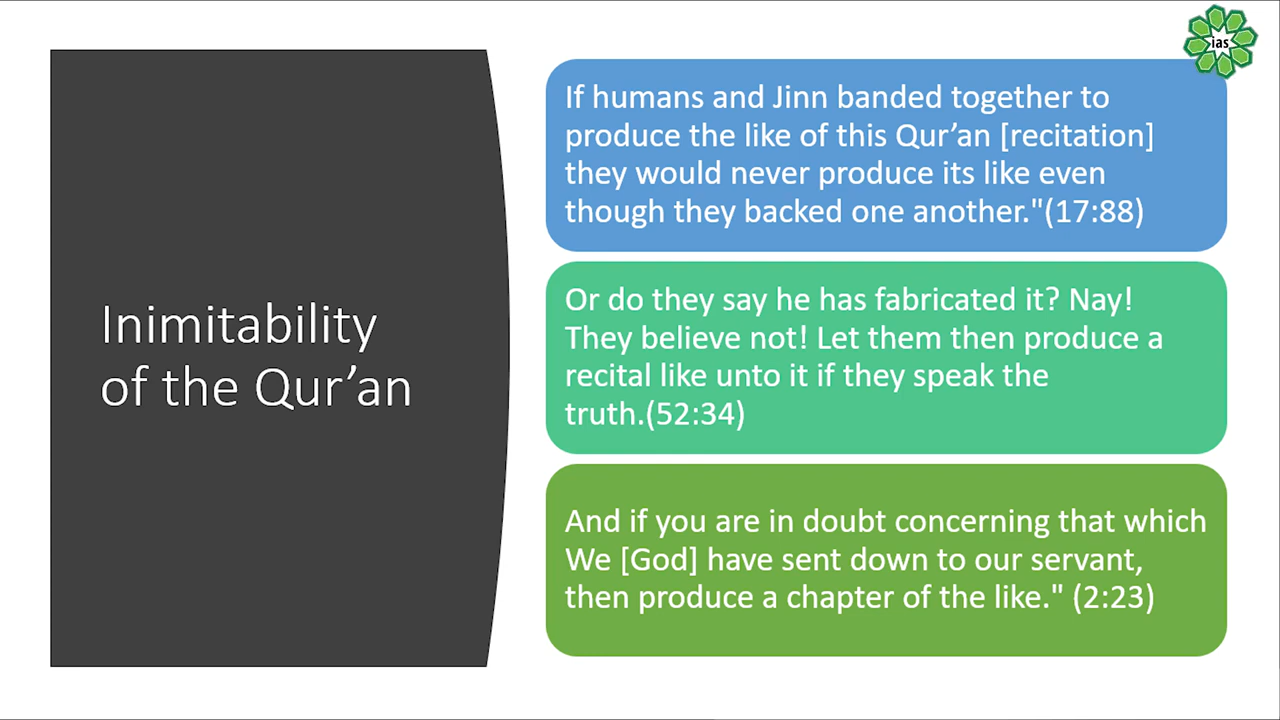 ias
Inimitability
of the Qur’an
If humans and Jinn banded together to
produce the like of this Qur’an [recitation]
they would never produce its like even
though they backed one another."(17:88)
Or do they say he has fabricated it? Nay!
They believe not! Let them then produce a
recital like unto it if they speak the
truth.(52:34)
And if you are in doubt concerning that which
We [God] have sent down to our servant,
then produce a chapter of the like." (2:23)